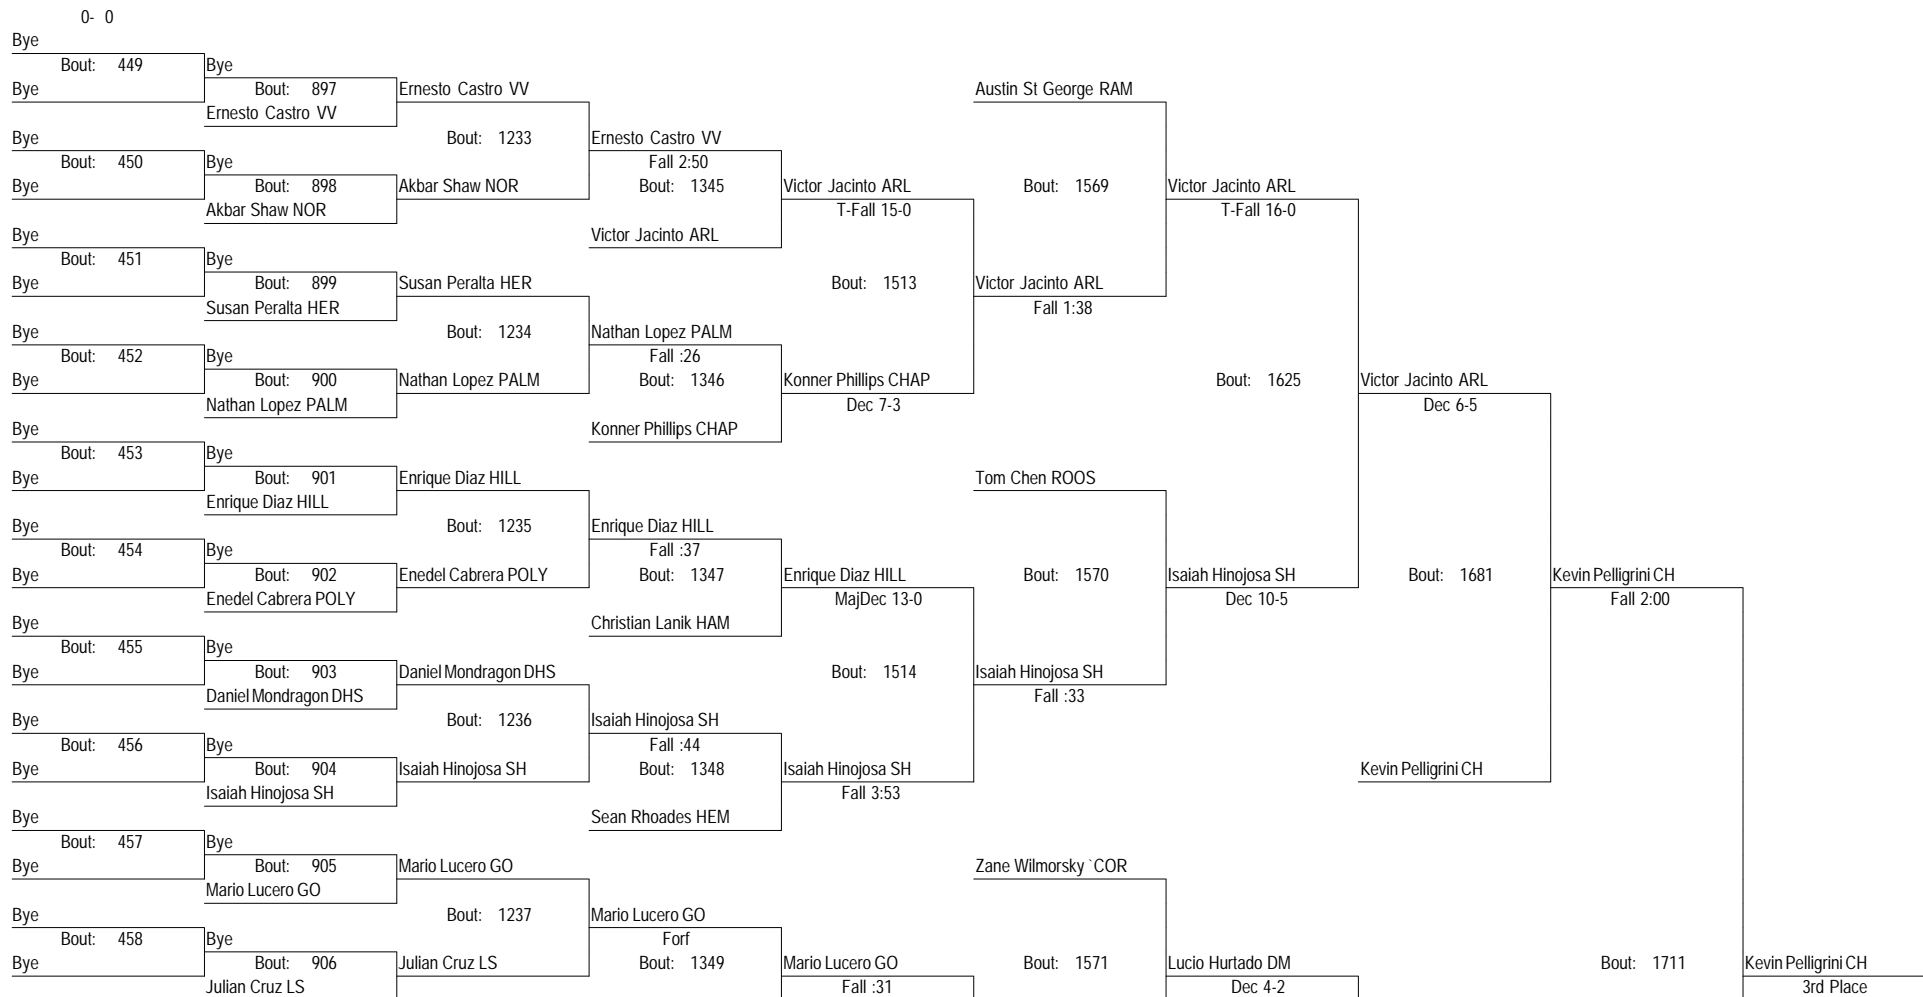 0- 0
Bye
Bout: 449 Bye
Bye Bout: 897 Ernesto Castro VV Austin St George RAM
Ernesto Castro VV
Bye Bout: 1233 Ernesto Castro VV
Bout: 450 Bye Fall 2:50
Bye Bout: 898 Akbar Shaw NOR Bout: 1345 Victor Jacinto ARL Bout: 1569 Victor Jacinto ARL
Akbar Shaw NOR T-Fall 15-0 T-Fall 16-0
Bye Victor Jacinto ARL
Bout: 451 Bye
Bye Bout: 899 Susan Peralta HER Bout: 1513 Victor Jacinto ARL
Susan Peralta HER Fall 1:38
Bye Bout: 1234 Nathan Lopez PALM
Bout: 452 Bye Fall :26
Bye Bout: 900 Nathan Lopez PALM Bout: 1346 Konner Phillips CHAP Bout: 1625 Victor Jacinto ARL
Nathan Lopez PALM Dec 7-3 Dec 6-5
Bye Konner Phillips CHAP
Bout: 453 Bye
Bye Bout: 901 Enrique Diaz HILL Tom Chen ROOS
Enrique Diaz HILL
Bye Bout: 1235 Enrique Diaz HILL
Bout: 454 Bye Fall :37
Bye Bout: 902 Enedel Cabrera POLY Bout: 1347 Enrique Diaz HILL Bout: 1570 Isaiah Hinojosa SH Bout: 1681 Kevin Pelligrini CH
Enedel Cabrera POLY MajDec 13-0 Dec 10-5 Fall 2:00
Bye Christian Lanik HAM
Bout: 455 Bye
Bye Bout: 903 Daniel Mondragon DHS Bout: 1514 Isaiah Hinojosa SH
Daniel Mondragon DHS Fall :33
Bye Bout: 1236 Isaiah Hinojosa SH
Bout: 456 Bye Fall :44
Bye Bout: 904 Isaiah Hinojosa SH Bout: 1348 Isaiah Hinojosa SH Kevin Pelligrini CH
Isaiah Hinojosa SH Fall 3:53
Bye Sean Rhoades HEM
Bout: 457 Bye
Bye Bout: 905 Mario Lucero GO Zane Wilmorsky `COR
Mario Lucero GO
Bye Bout: 1237 Mario Lucero GO
Bout: 458 Bye Forf
Bye Bout: 906 Julian Cruz LS Bout: 1349 Mario Lucero GO Bout: 1571 Lucio Hurtado DM Bout: 1711 Kevin Pelligrini CH
Julian Cruz LS Fall :31 Dec 4-2 3rd Place